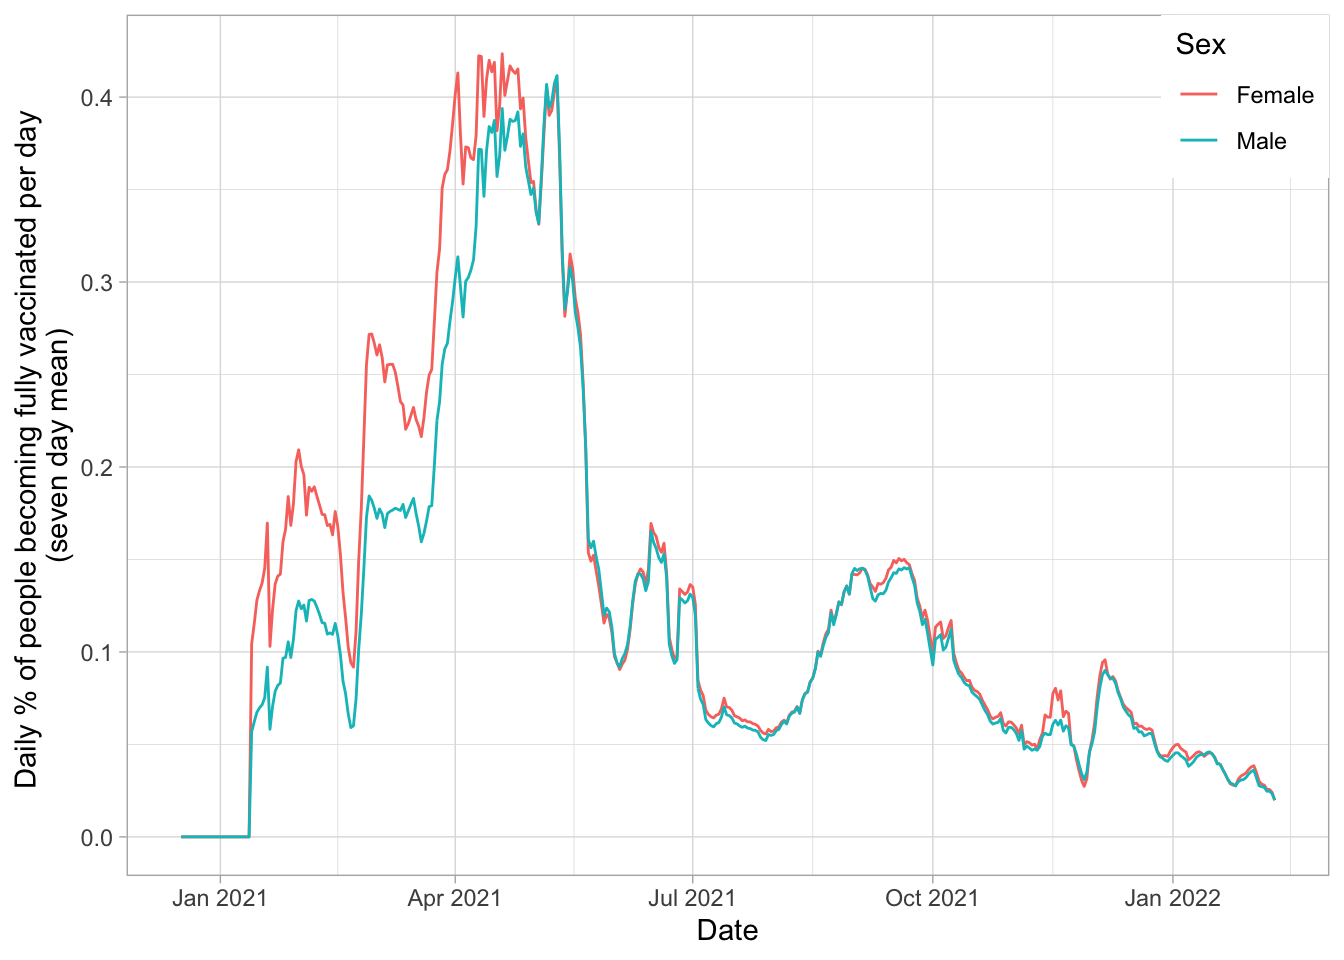 Daily % of people becoming fully vaccinated per day
(seven day mean)
0.4
0.3
0.2
0.1
0.0
Jan 2021
Apr 2021
Jul 2021
Oct 2021
Jan 2022
Date
Sex
Female
Male